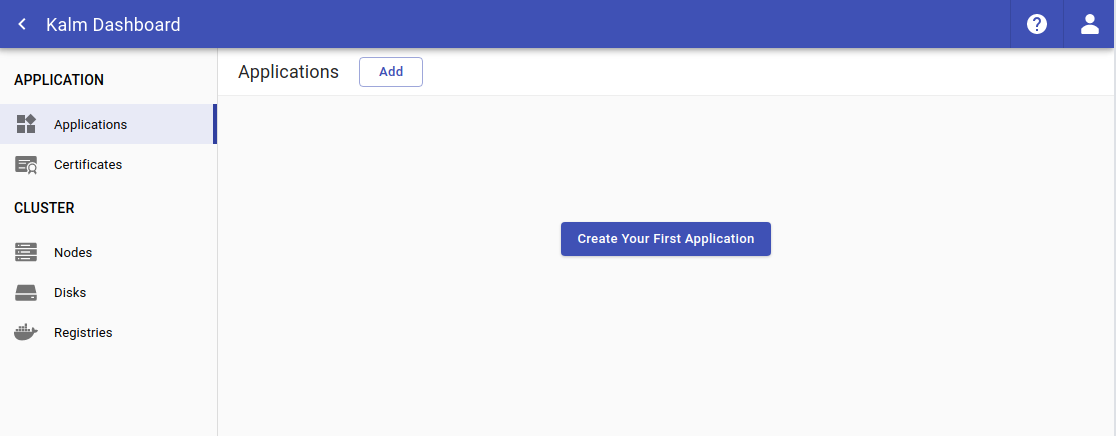 Kalm Dashboard
APPLICATION
Applications
Certificates
CLUSTER
Nodes
Disks
Registries
Applications
Add
Create Your First Application